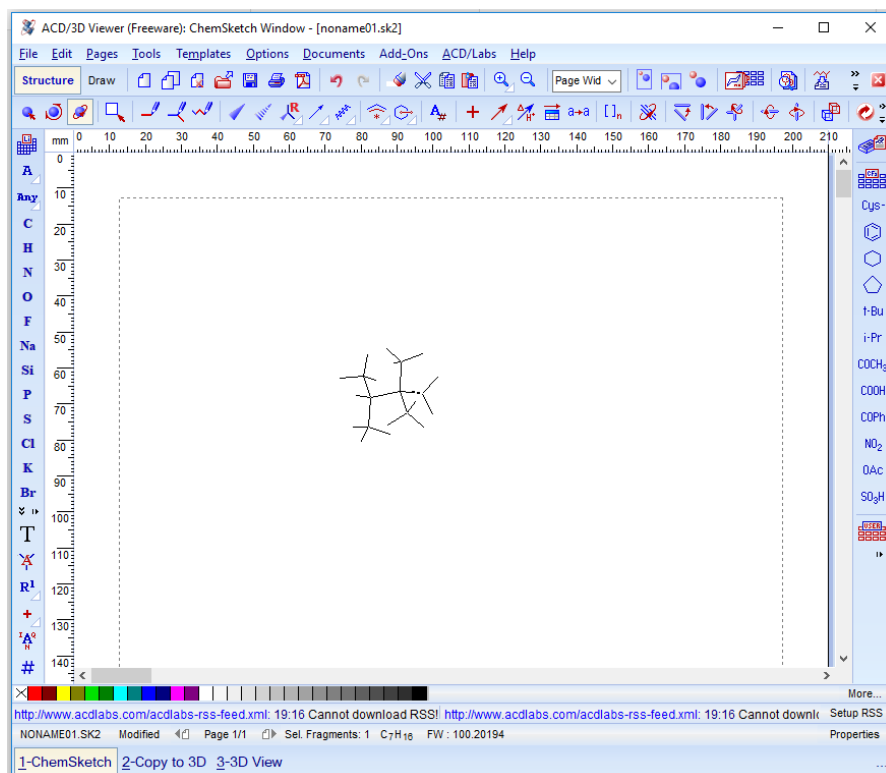 ACD/3D Viewer (Freeware): ChemSketch Window - [noname01.sk2]
File Edit Pages Tools Templates Options Documents Add-Ons ACD/Labs Help
Structure Draw Page Wid
R A# H a→a []n
mm 0 10 20 30 40 50 60 70 80 90 100 110 120 130 140 150 160 170 180 190 200 210
0
10
20
30
40
50
60
70
80
90
100
110
120
130
140
A
Any
C
H
N
O
F
Na
Si
P
S
Cl
K
Br
T
A
R1
+
A
#
CFS
Cys-
t-Bu
i-Pr
COCH3
COOH
COPh
NO2
OAc
SO3H
USER
More...
http://www.acdlabs.com/acdlabs-rss-feed.xml: 19:16 Cannot download RSS! http://www.acdlabs.com/acdlabs-rss-feed.xml: 19:16 Cannot downlo Setup RSS
NONAME01.SK2 Modified Page 1/1 Sel. Fragments: 1 C7H16 FW : 100.20194 Properties
1-ChemSketch 2-Copy to 3D 3-3D View ...